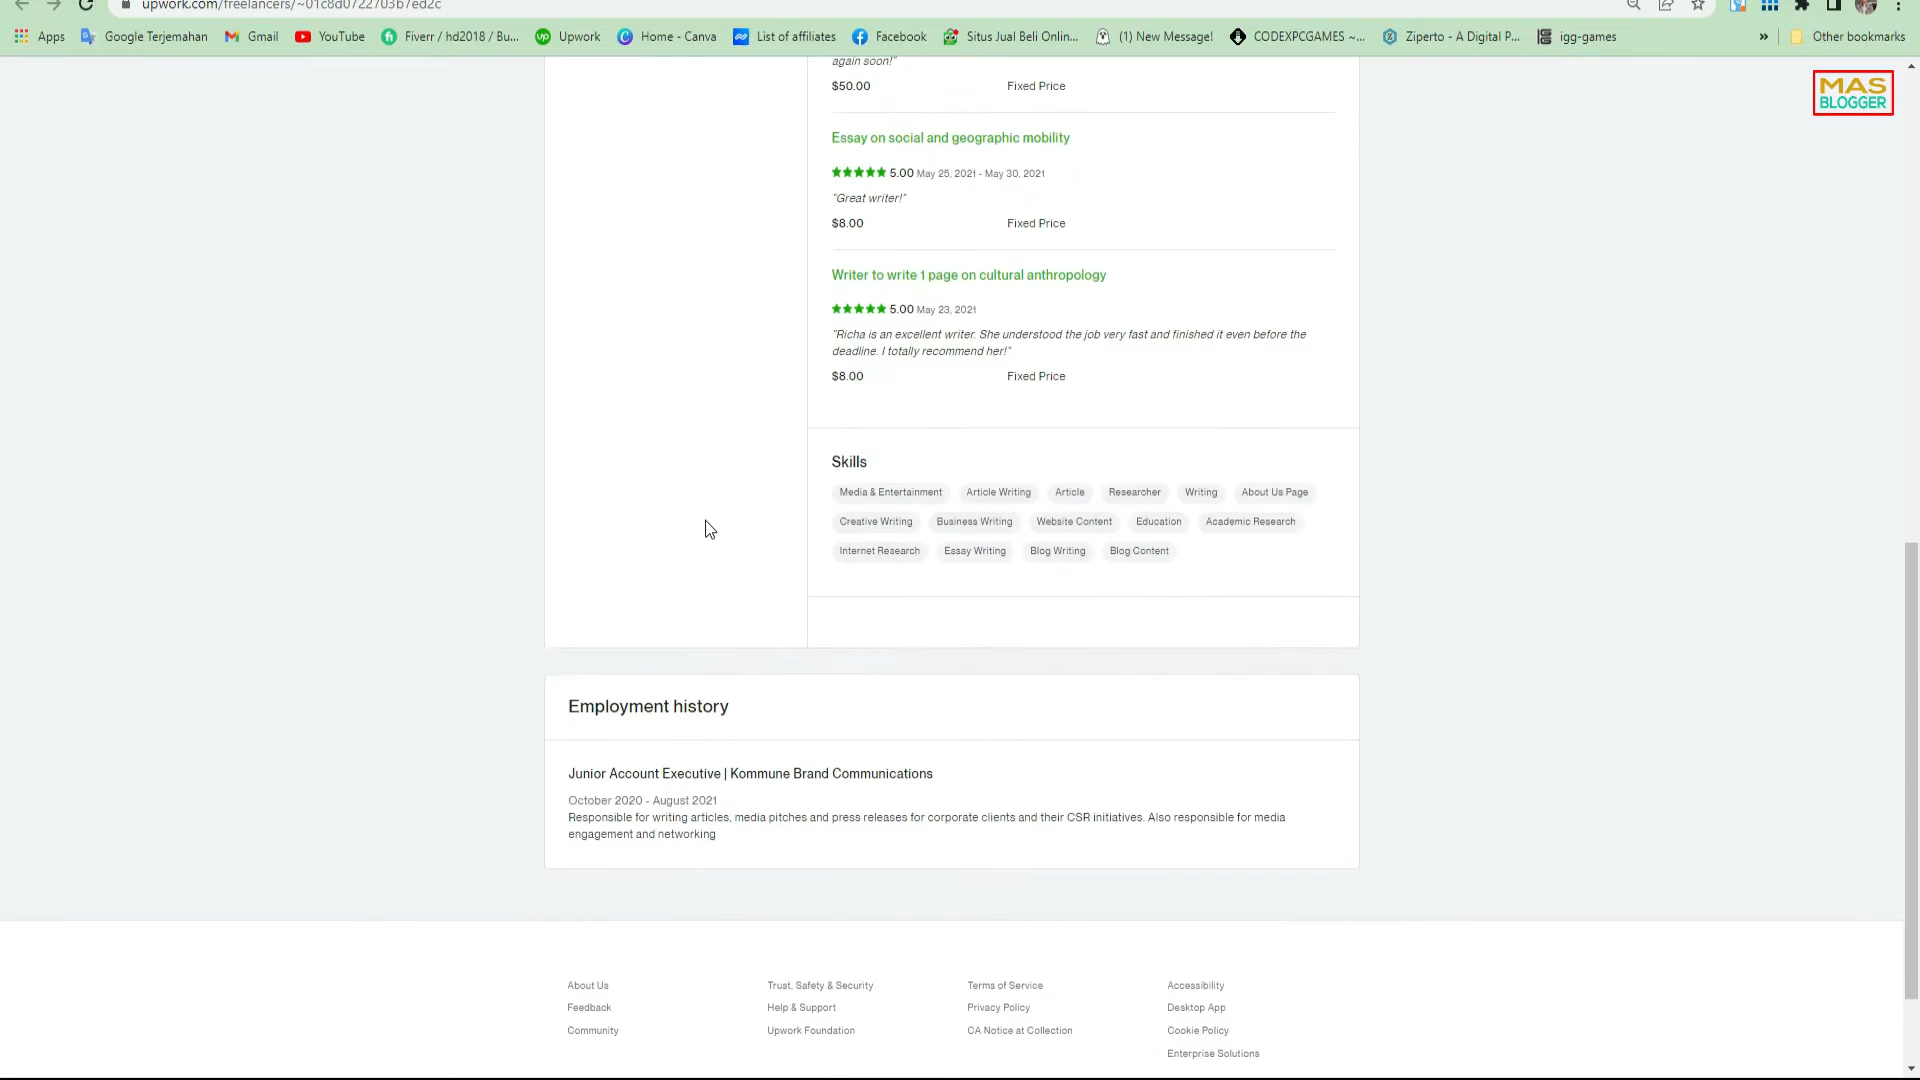 upwork.com/freelancers/~01c8d0722703b7ed2c
Apps Google Terjemahan Gmail YouTube Fiverr / hd2018 / Bu... Upwork Home - Canva List of affiliates Facebook Situs Jual Beli Onlin... (1) New Message! CODEXPCGAMES ~... Ziperto - A Digital P... igg-games » Other bookmarks
MAS
BLOGGER
again soon!"
$50.00 Fixed Price
Essay on social and geographic mobility
5.00 May 25, 2021 - May 30, 2021
"Great writer!"
$8.00 Fixed Price
Writer to write 1 page on cultural anthropology
5.00 May 23, 2021
"Richa is an excellent writer. She understood the job very fast and finished it even before the
deadline. I totally recommend her!"
$8.00 Fixed Price
Skills
Media & Entertainment Article Writing Article Researcher Writing About Us Page
Creative Writing Business Writing Website Content Education Academic Research
Internet Research Essay Writing Blog Writing Blog Content
Employment history
Junior Account Executive | Kommune Brand Communications
October 2020 - August 2021
Responsible for writing articles, media pitches and press releases for corporate clients and their CSR initiatives. Also responsible for media
engagement and networking
About Us Trust, Safety & Security Terms of Service Accessibility
Feedback Help & Support Privacy Policy Desktop App
Community Upwork Foundation CA Notice at Collection Cookie Policy
Enterprise Solutions